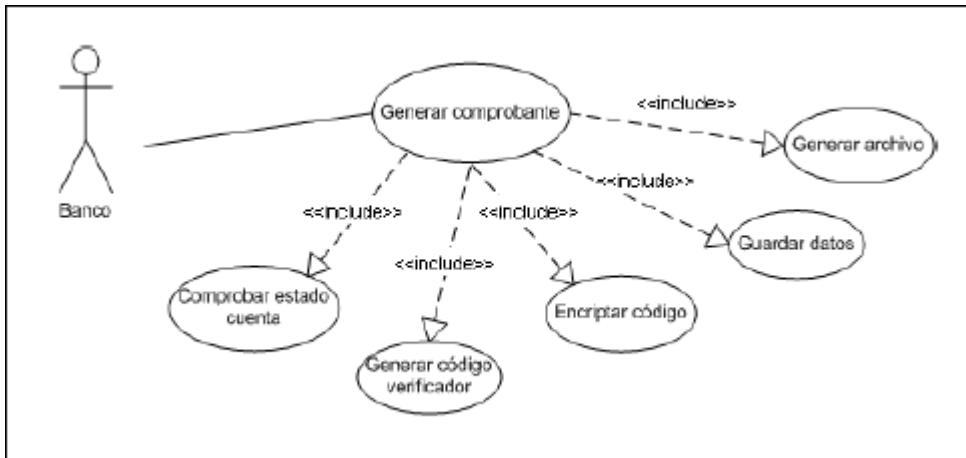 Generar comprobante
<<include>>
Generar archivo
<<include>>
Banco
<<include>>
<<include>>
Guardar datos
<<include>>
Comprobar estado
cuenta
Encriptar código
Generar código
verificador